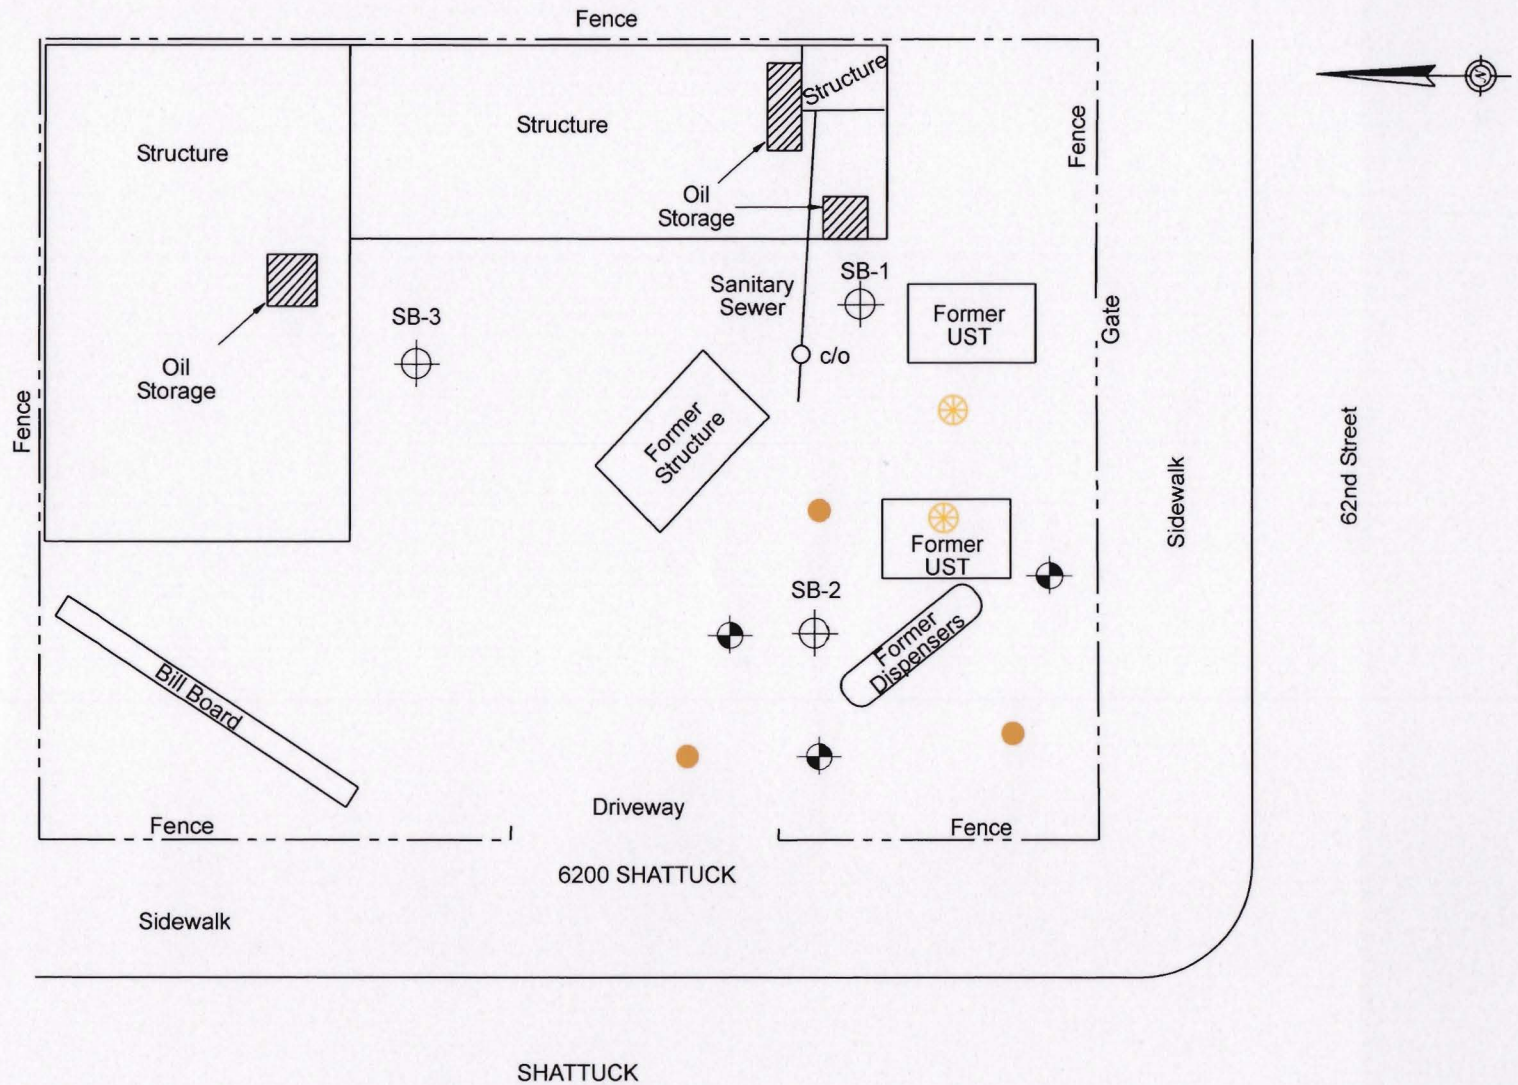 Fence
N
Structure
Structure
Structure
Fence
Oil
Storage
SB-1
Sanitary
Sewer
SB-3
Former
UST
Gate
c/o
Oil
Storage
Fence
Former
Structure
62nd Street
Sidewalk
Former
UST
SB-2
Former
Dispensers
Bill Board
Driveway
Fence
Fence
6200 SHATTUCK
Sidewalk
SHATTUCK